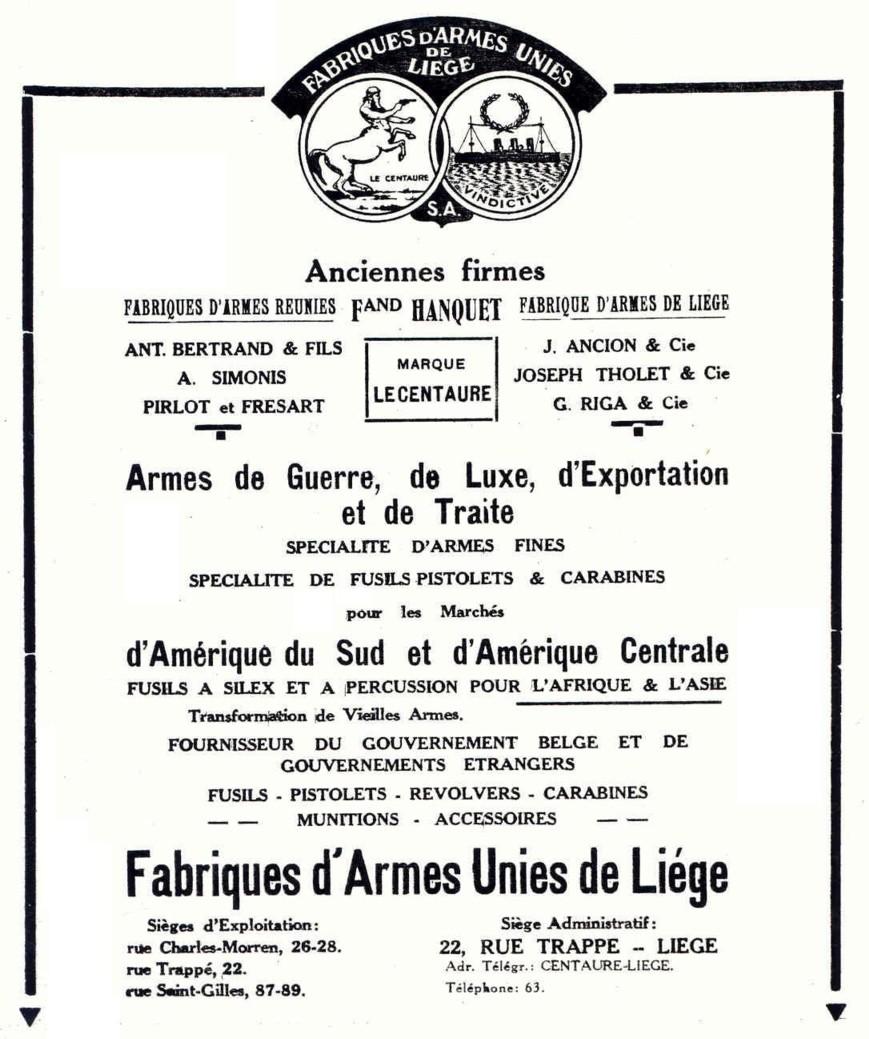 FABRIQUES D'ARMES UNIES
DE
LIEGE
LE CENTAURE
VINDICTIVE
S.A.
Anciennes firmes
FABRIQUES D'ARMES REUNIES FAND HANQUET FABRIQUE D'ARMES DE LIEGE
ANT. BERTRAND & FILS
A. SIMONIS
PIRLOT et FRESART
MARQUE
LE CENTAURE
J. ANCION & Cie
JOSEPH THOLET & Cie
G. RIGA & Cie
Armes de Guerre, de Luxe, d'Exportation
et de Traite
SPECIALITE D'ARMES FINES
SPECIALITE DE FUSILS PISTOLETS & CARABINES
pour les Marchés
d'Amérique du Sud et d'Amérique Centrale
FUSILS A SILEX ET A PERCUSSION POUR L'AFRIQUE & L'ASIE
Transformation de Vieilles Armes.
FOURNISSEUR DU GOUVERNEMENT BELGE ET DE
GOUVERNEMENTS ETRANGERS
FUSILS - PISTOLETS - REVOLVERS - CARABINES
— — MUNITIONS - ACCESSOIRES — —
Fabriques d'Armes Unies de Liége
Sièges d'Exploitation:
rue Charles-Morren, 26-28.
rue Trappé, 22.
rue Saint-Gilles, 87-89.
Siège Administratif:
22, RUE TRAPPE -- LIEGE
Adr. Télégr.: CENTAURE-LIEGE.
Téléphone: 63.